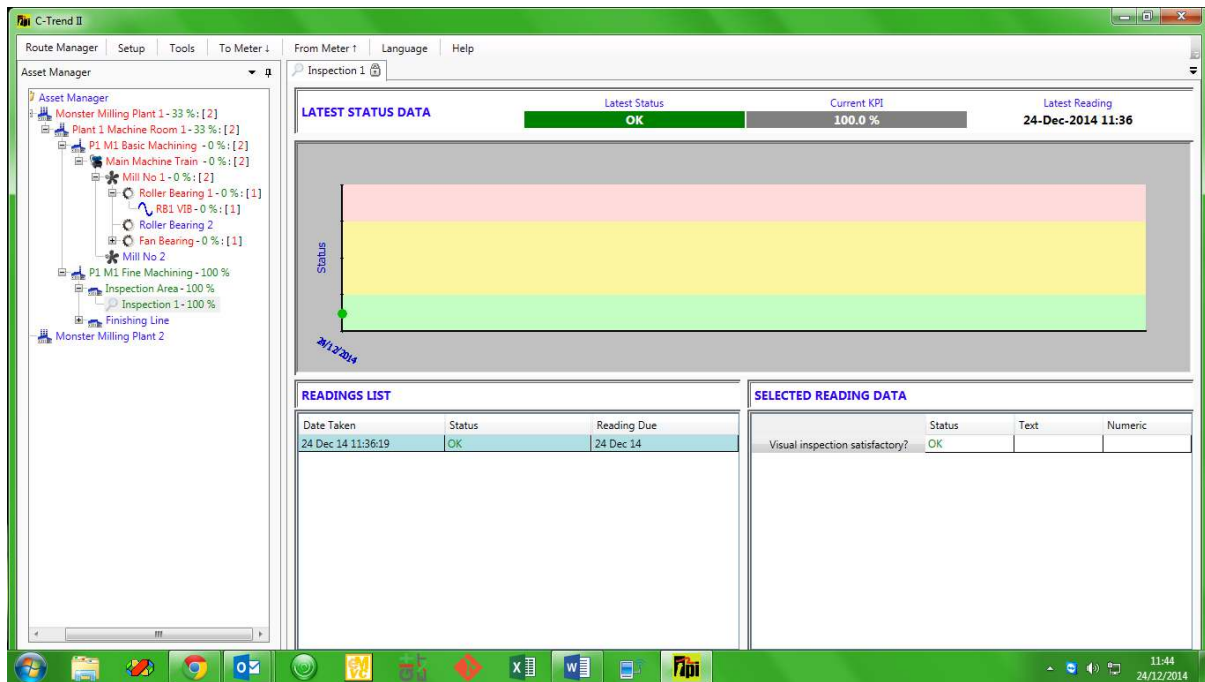 C-Trend II
Route Manager Setup Tools To Meter ↓ From Meter ↑ Language Help
Asset Manager
Inspection 1
Asset Manager
Monster Milling Plant 1 - 33 %: [2]
Plant 1 Machine Room 1 - 33 %: [2]
P1 M1 Basic Machining - 0 %: [2]
Main Machine Train - 0 %: [2]
Mill No 1 - 0 %: [2]
Roller Bearing 1 - 0 %: [1]
RB1 VIB - 0 %: [1]
Roller Bearing 2
Fan Bearing - 0 %: [1]
Mill No 2
P1 M1 Fine Machining - 100 %
Inspection Area - 100 %
Inspection 1 - 100 %
Finishing Line
Monster Milling Plant 2
LATEST STATUS DATA
Latest Status Current KPI Latest Reading
OK 100.0 % 24-Dec-2014 11:36
Status
24/12/2014
READINGS LIST
Date Taken Status Reading Due
24 Dec 14 11:36:19 OK 24 Dec 14
SELECTED READING DATA
Status Text Numeric
Visual inspection satisfactory? OK
11:44
24/12/2014